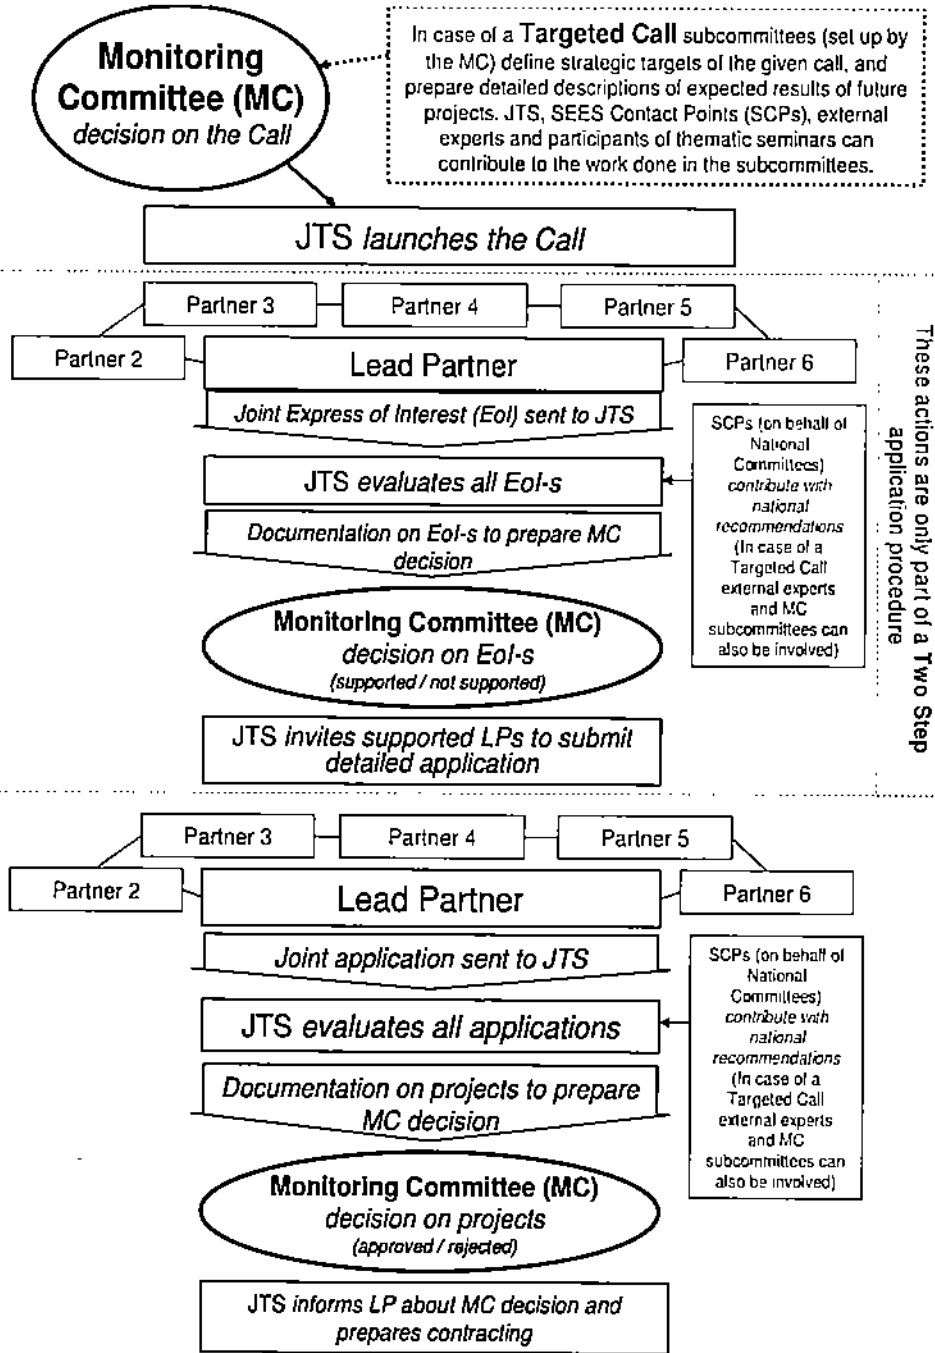 Monitoring
Committee (MC)
decision on the Call
In case of a Targeted Call subcommittees (set up by
the MC) define strategic targets of the given call, and
prepare detailed descriptions of expected results of future
projects. JTS, SEES Contact Points (SCPs), external
experts and participants of thematic seminars can
contribute to the work done in the subcommittees.
JTS launches the Call
Partner 3
Partner 4
Partner 5
Partner 2
Lead Partner
Partner 6
Joint Express of Interest (EoI) sent to JTS
JTS evaluates all EoI-s
Documentation on EoI-s to prepare MC
decision
Monitoring Committee (MC)
decision on EoI-s
(supported / not supported)
JTS invites supported LPs to submit
detailed application
SCPs (on behalf of
National
Committees)
contribute with
national
recommendations
(In case of a
Targeted Call
external experts
and MC
subcommittees can
also be involved)
These actions are only part of a Two Step
application procedure
Partner 3
Partner 4
Partner 5
Partner 2
Lead Partner
Partner 6
Joint application sent to JTS
JTS evaluates all applications
Documentation on projects to prepare
MC decision
Monitoring Committee (MC)
decision on projects
(approved / rejected)
JTS informs LP about MC decision and
prepares contracting
SCPs (on behalf of
National
Committees)
contribute with
national
recommendations
(In case of a
Targeted Call
external experts
and MC
subcommittees can
also be involved)